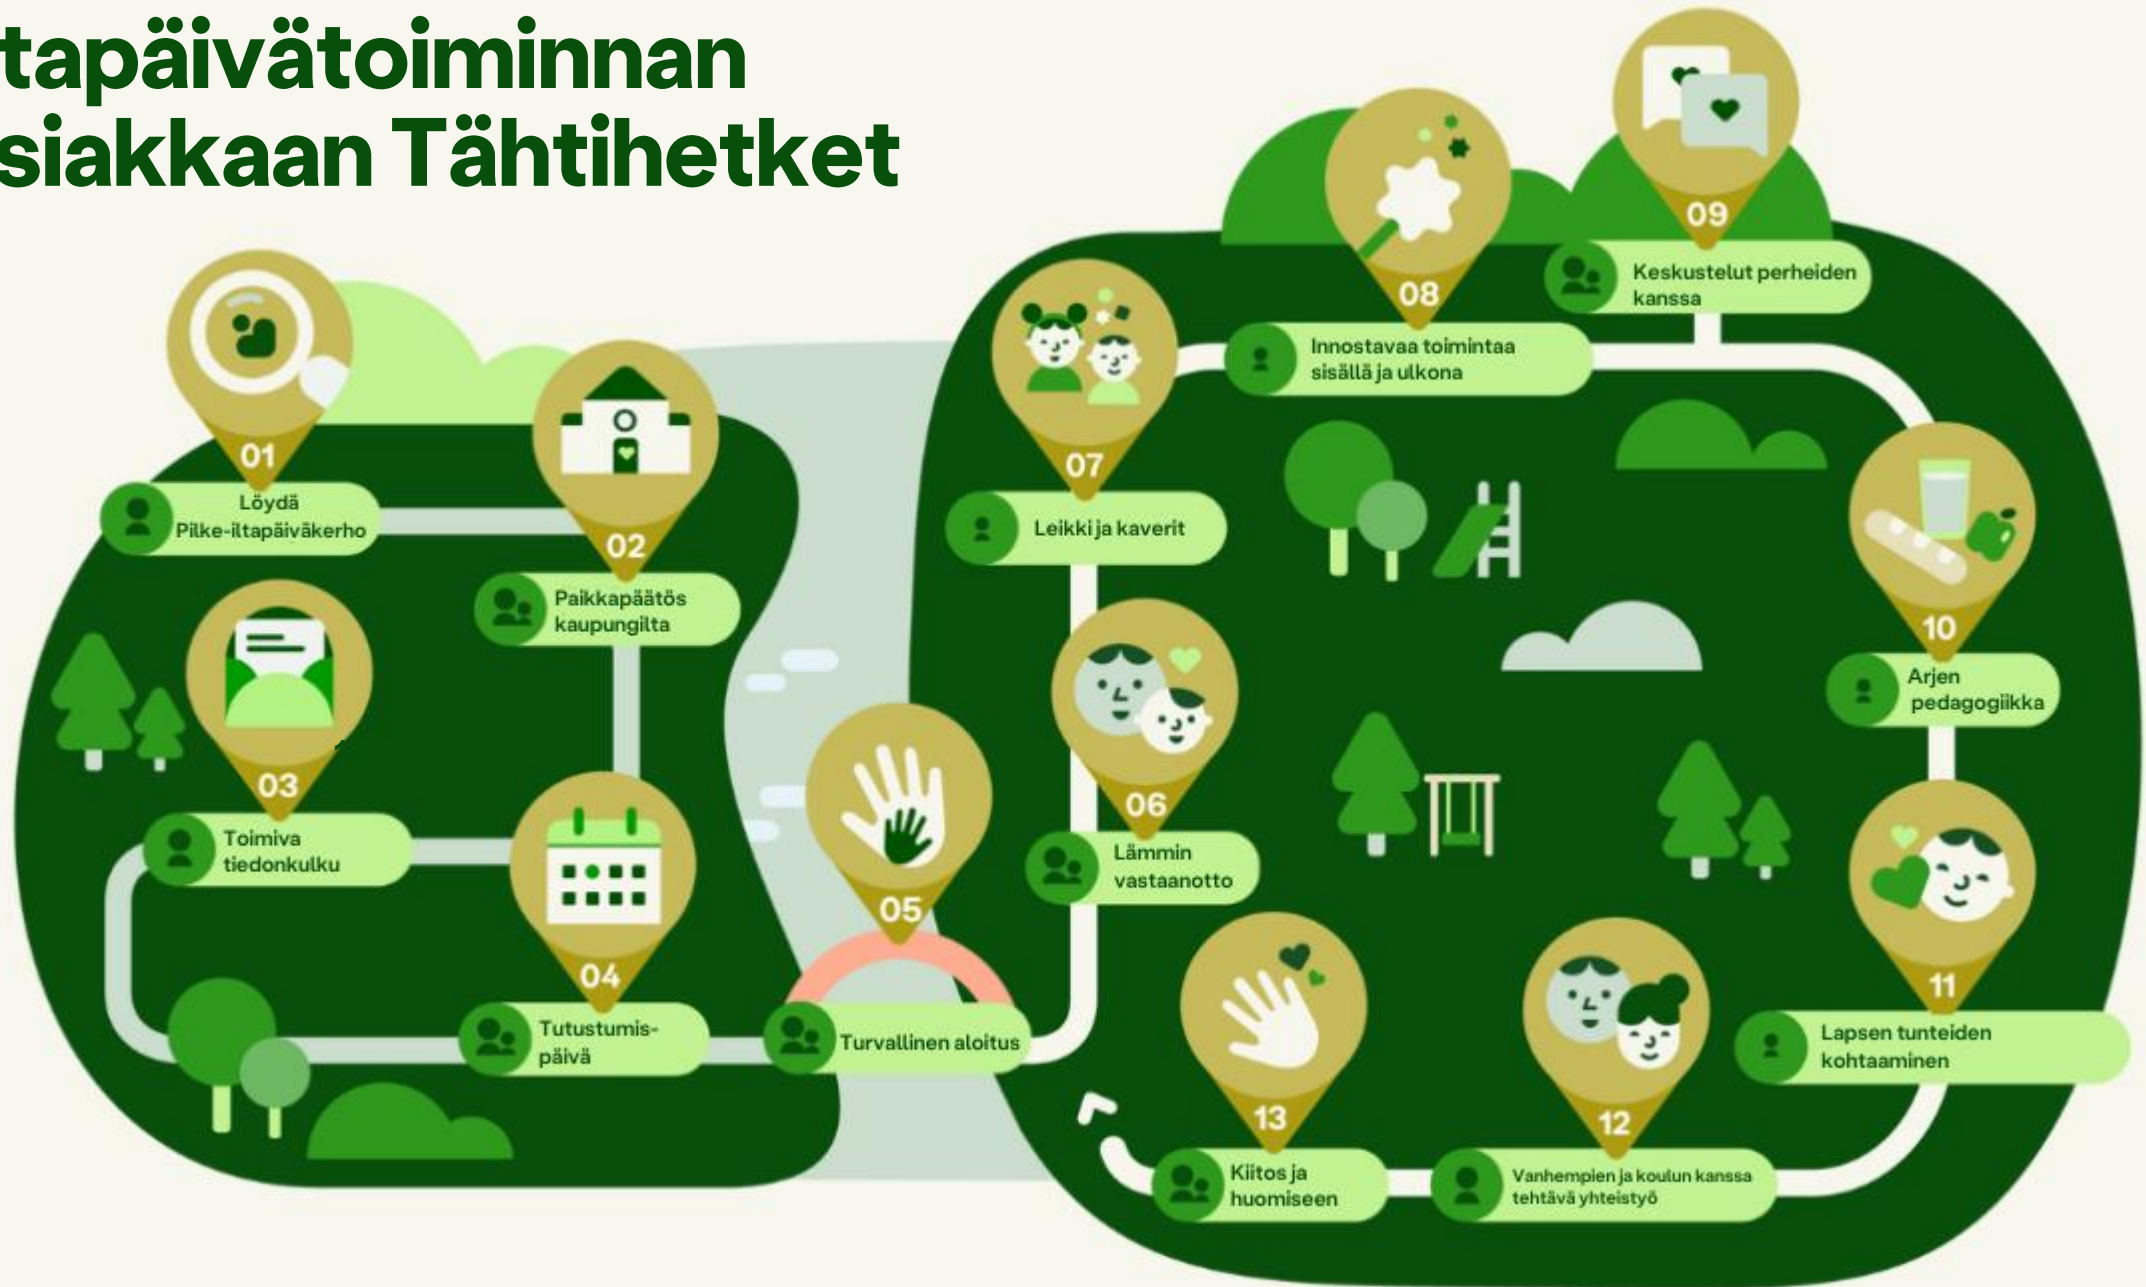 tapäivätoiminnan
siakkaan Tähtihetket
01
Löydä
Pilke-iltapäiväkerho
02
Paikkapäätös
kaupungilta
03
Toimiva
tiedonkulku
04
Tutustumis-
päivä
05
Turvallinen aloitus
06
Lämmin
vastaanotto
07
Leikki ja kaverit
08
Innostavaa toimintaa
sisällä ja ulkona
09
Keskustelut perheiden
kanssa
10
Arjen
pedagogiikka
11
Lapsen tunteiden
kohtaaminen
12
Vanhempien ja koulun kanssa
tehtävä yhteistyö
13
Kiitos ja
huomiseen